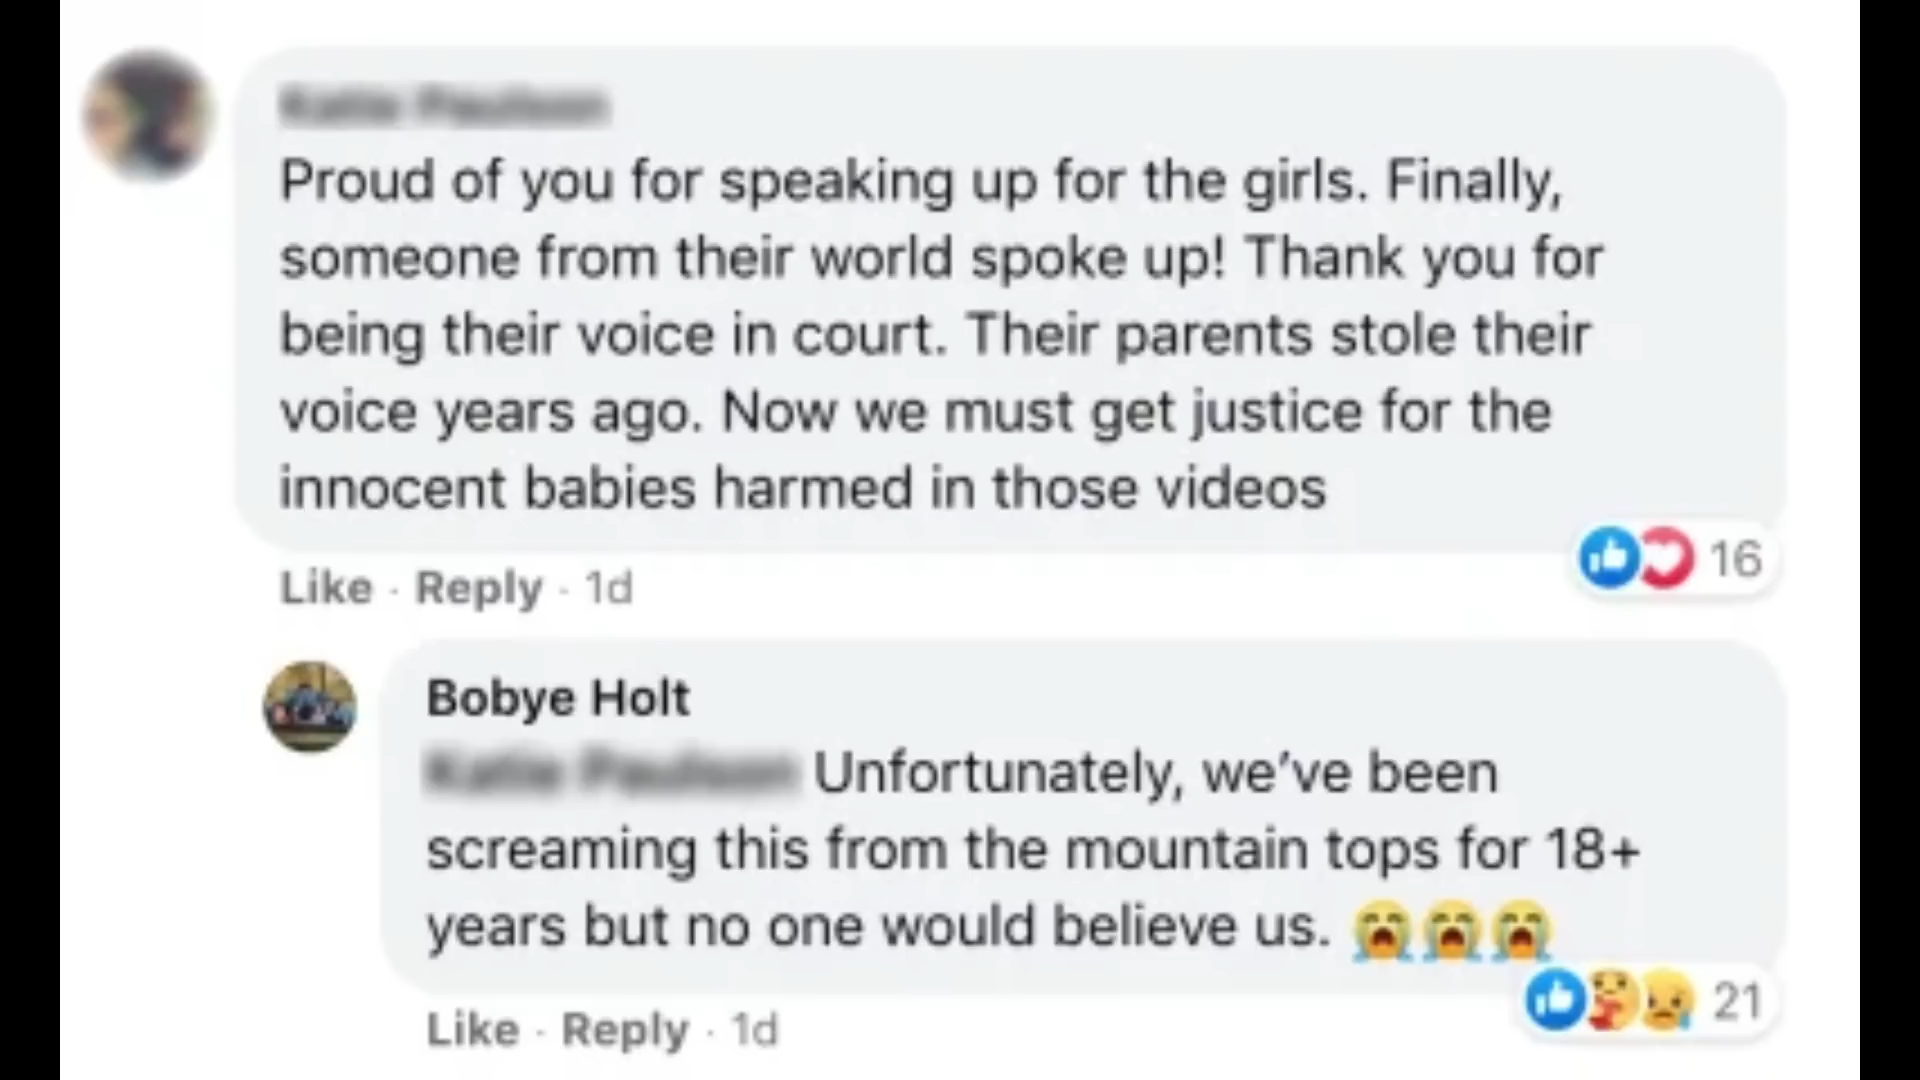 Proud of you for speaking up for the girls. Finally,
someone from their world spoke up! Thank you for
being their voice in court. Their parents stole their
voice years ago. Now we must get justice for the
innocent babies harmed in those videos
16
Like · Reply · 1d
Bobye Holt
Unfortunately, we've been
screaming this from the mountain tops for 18+
years but no one would believe us. 😭😭😭
21
Like · Reply · 1d